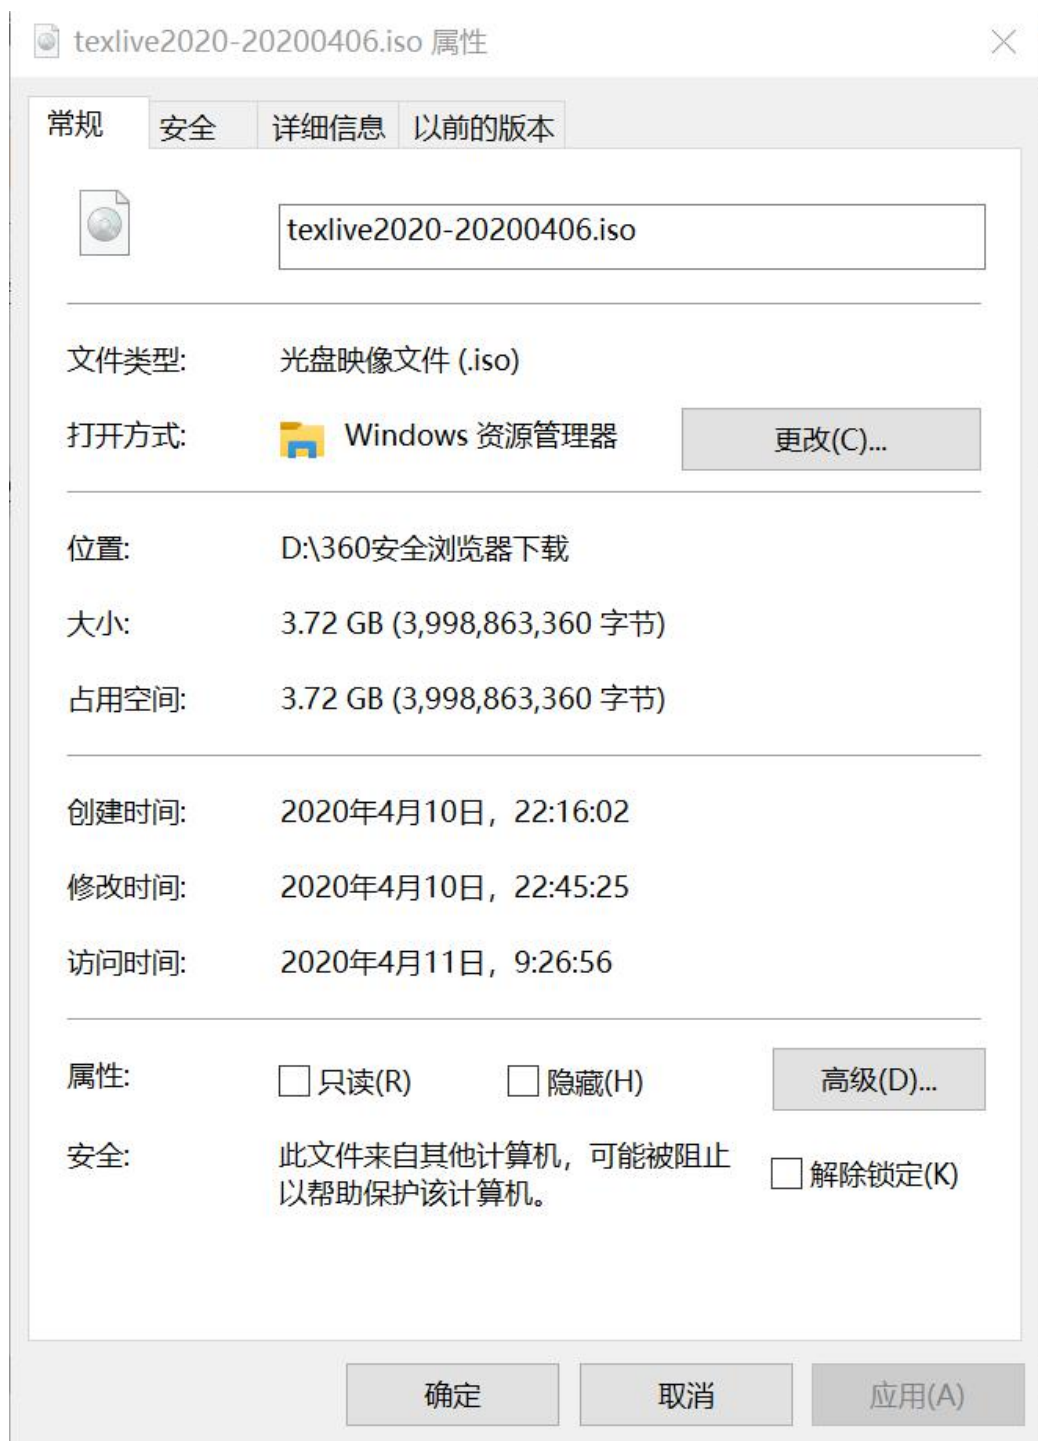 texlive2020-20200406.iso 属性
常规 安全 详细信息 以前的版本
texlive2020-20200406.iso
文件类型: 光盘映像文件 (.iso)
打开方式: Windows 资源管理器 更改(C)...
位置: D:\360安全浏览器下载
大小: 3.72 GB (3,998,863,360 字节)
占用空间: 3.72 GB (3,998,863,360 字节)
创建时间: 2020年4月10日，22:16:02
修改时间: 2020年4月10日，22:45:25
访问时间: 2020年4月11日，9:26:56
属性: 只读(R) 隐藏(H) 高级(D)...
安全: 此文件来自其他计算机，可能被阻止
以帮助保护该计算机。 解除锁定(K)
确定 取消 应用(A)